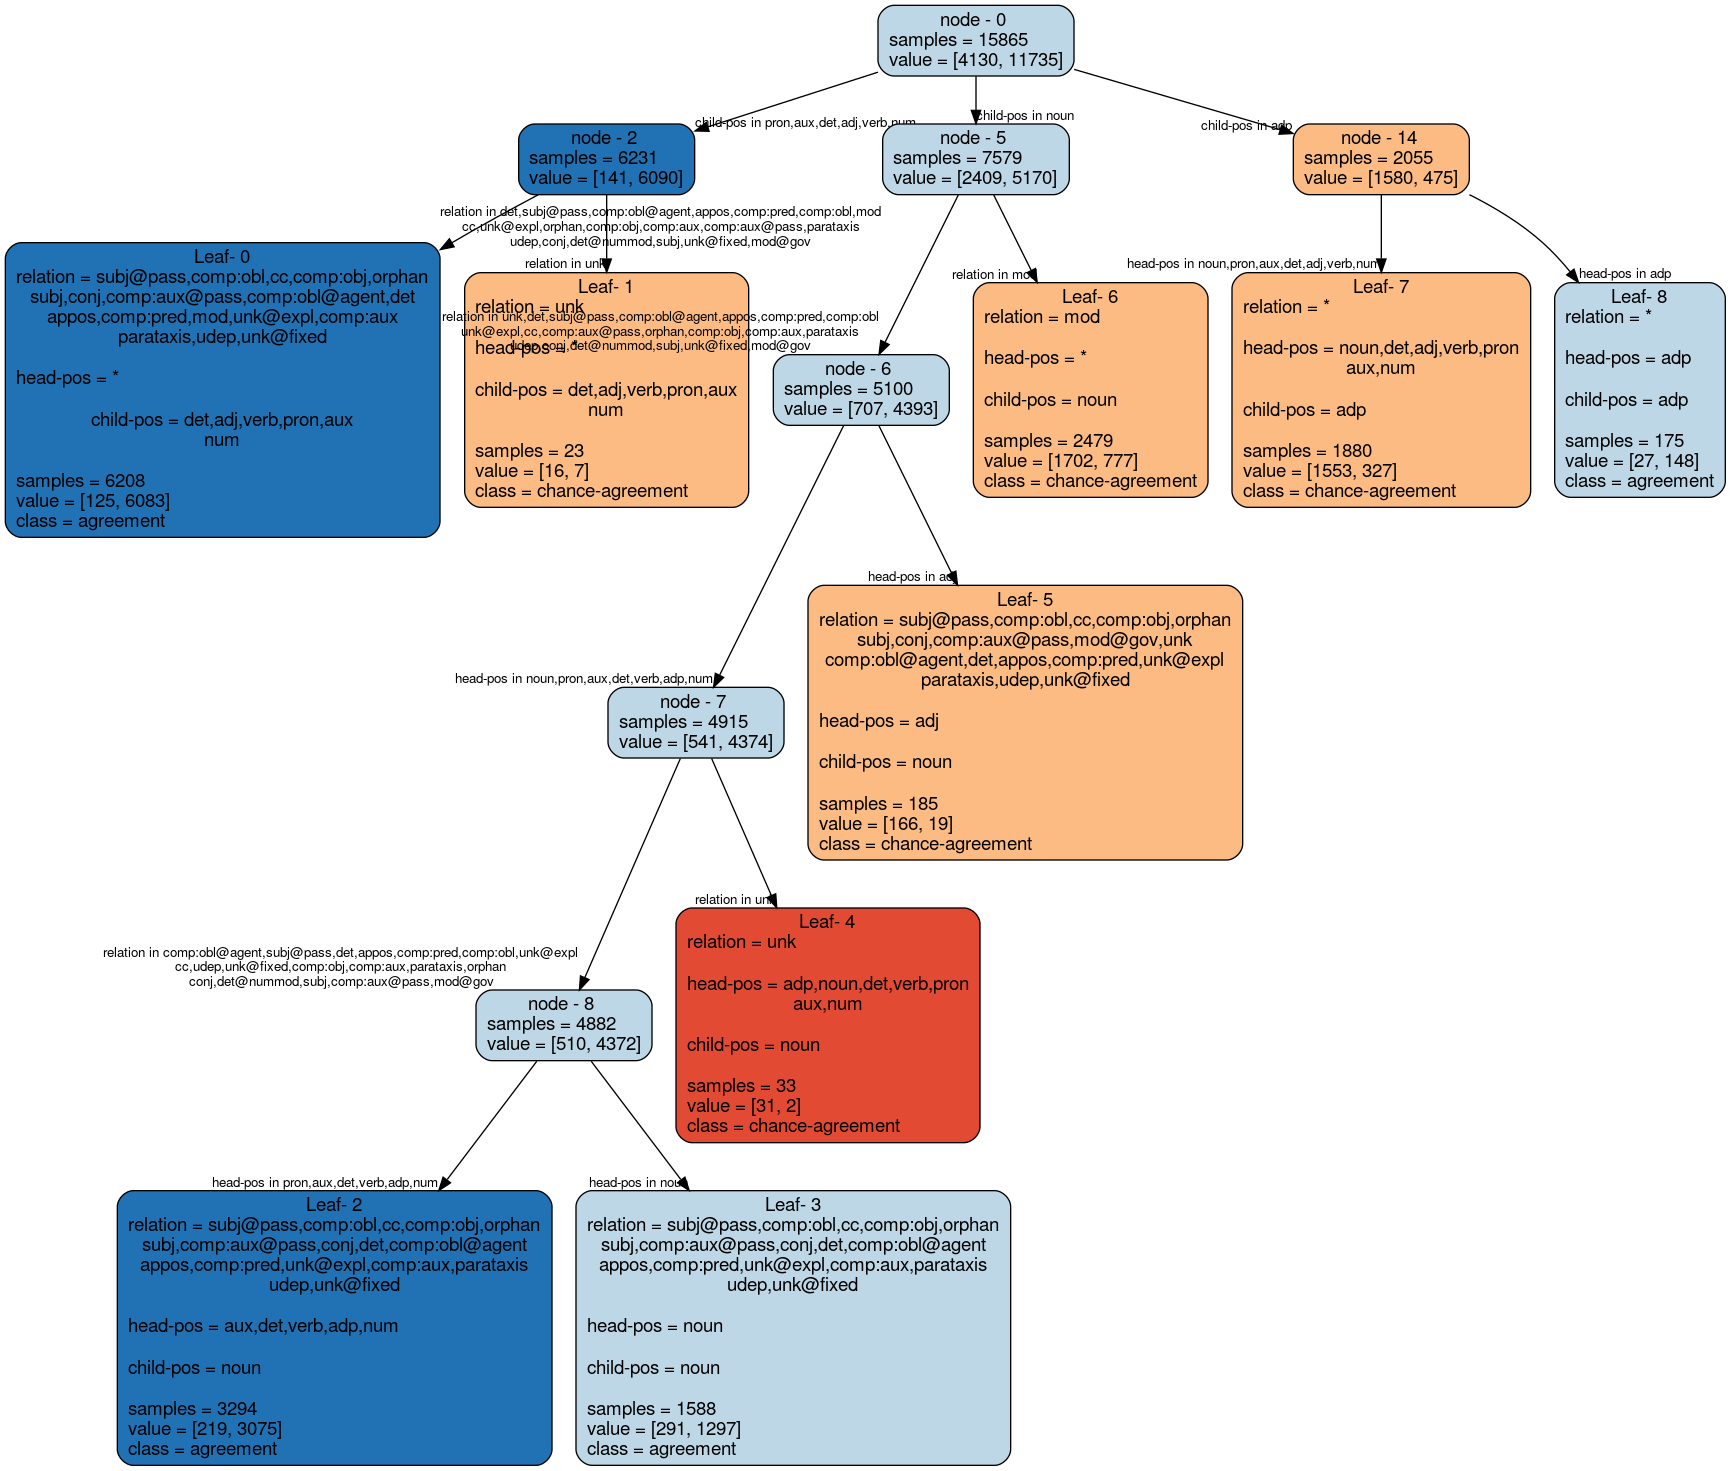 node - 0
samples = 15865
value = [4130, 11735]
child-pos in pron,aux,det,adj,verb,num
child-pos in noun
child-pos in adp
node - 2
samples = 6231
value = [141, 6090]
node - 5
samples = 7579
value = [2409, 5170]
node - 14
samples = 2055
value = [1580, 475]
relation in det,subj@pass,comp:obl@agent,appos,comp:pred,comp:obl,mod
cc,unk@expl,orphan,comp:obj,comp:aux,comp:aux@pass,parataxis
udep,conj,det@nummod,subj,unk@fixed,mod@gov
relation in unk
relation in unk,det,subj@pass,comp:obl@agent,appos,comp:pred,comp:obl
unk@expl,cc,comp:aux@pass,orphan,comp:obj,comp:aux,parataxis
udep,conj,det@nummod,subj,unk@fixed,mod@gov
relation in mod
head-pos in noun,pron,aux,det,adj,verb,num
head-pos in adp
Leaf- 0
relation = subj@pass,comp:obl,cc,comp:obj,orphan
subj,conj,comp:aux@pass,comp:obl@agent,det
appos,comp:pred,mod,unk@expl,comp:aux
parataxis,udep,unk@fixed
head-pos = *
child-pos = det,adj,verb,pron,aux
num
samples = 6208
value = [125, 6083]
class = agreement
Leaf- 1
relation = unk
head-pos = *
child-pos = det,adj,verb,pron,aux
num
samples = 23
value = [16, 7]
class = chance-agreement
node - 6
samples = 5100
value = [707, 4393]
Leaf- 6
relation = mod
head-pos = *
child-pos = noun
samples = 2479
value = [1702, 777]
class = chance-agreement
Leaf- 7
relation = *
head-pos = noun,det,adj,verb,pron
aux,num
child-pos = adp
samples = 1880
value = [1553, 327]
class = chance-agreement
Leaf- 8
relation = *
head-pos = adp
child-pos = adp
samples = 175
value = [27, 148]
class = agreement
head-pos in noun,pron,aux,det,verb,adp,num
head-pos in adj
node - 7
samples = 4915
value = [541, 4374]
Leaf- 5
relation = subj@pass,comp:obl,cc,comp:obj,orphan
subj,conj,comp:aux@pass,mod@gov,unk
comp:obl@agent,det,appos,comp:pred,unk@expl
parataxis,udep,unk@fixed
head-pos = adj
child-pos = noun
samples = 185
value = [166, 19]
class = chance-agreement
relation in comp:obl@agent,subj@pass,det,appos,comp:pred,comp:obl,unk@expl
cc,udep,unk@fixed,comp:obj,comp:aux,parataxis,orphan
conj,det@nummod,subj,comp:aux@pass,mod@gov
relation in unk
node - 8
samples = 4882
value = [510, 4372]
Leaf- 4
relation = unk
head-pos = adp,noun,det,verb,pron
aux,num
child-pos = noun
samples = 33
value = [31, 2]
class = chance-agreement
head-pos in pron,aux,det,verb,adp,num
head-pos in noun
Leaf- 2
relation = subj@pass,comp:obl,cc,comp:obj,orphan
subj,comp:aux@pass,conj,det,comp:obl@agent
appos,comp:pred,unk@expl,comp:aux,parataxis
udep,unk@fixed
head-pos = aux,det,verb,adp,num
child-pos = noun
samples = 3294
value = [219, 3075]
class = agreement
Leaf- 3
relation = subj@pass,comp:obl,cc,comp:obj,orphan
subj,comp:aux@pass,conj,det,comp:obl@agent
appos,comp:pred,unk@expl,comp:aux,parataxis
udep,unk@fixed
head-pos = noun
child-pos = noun
samples = 1588
value = [291, 1297]
class = agreement